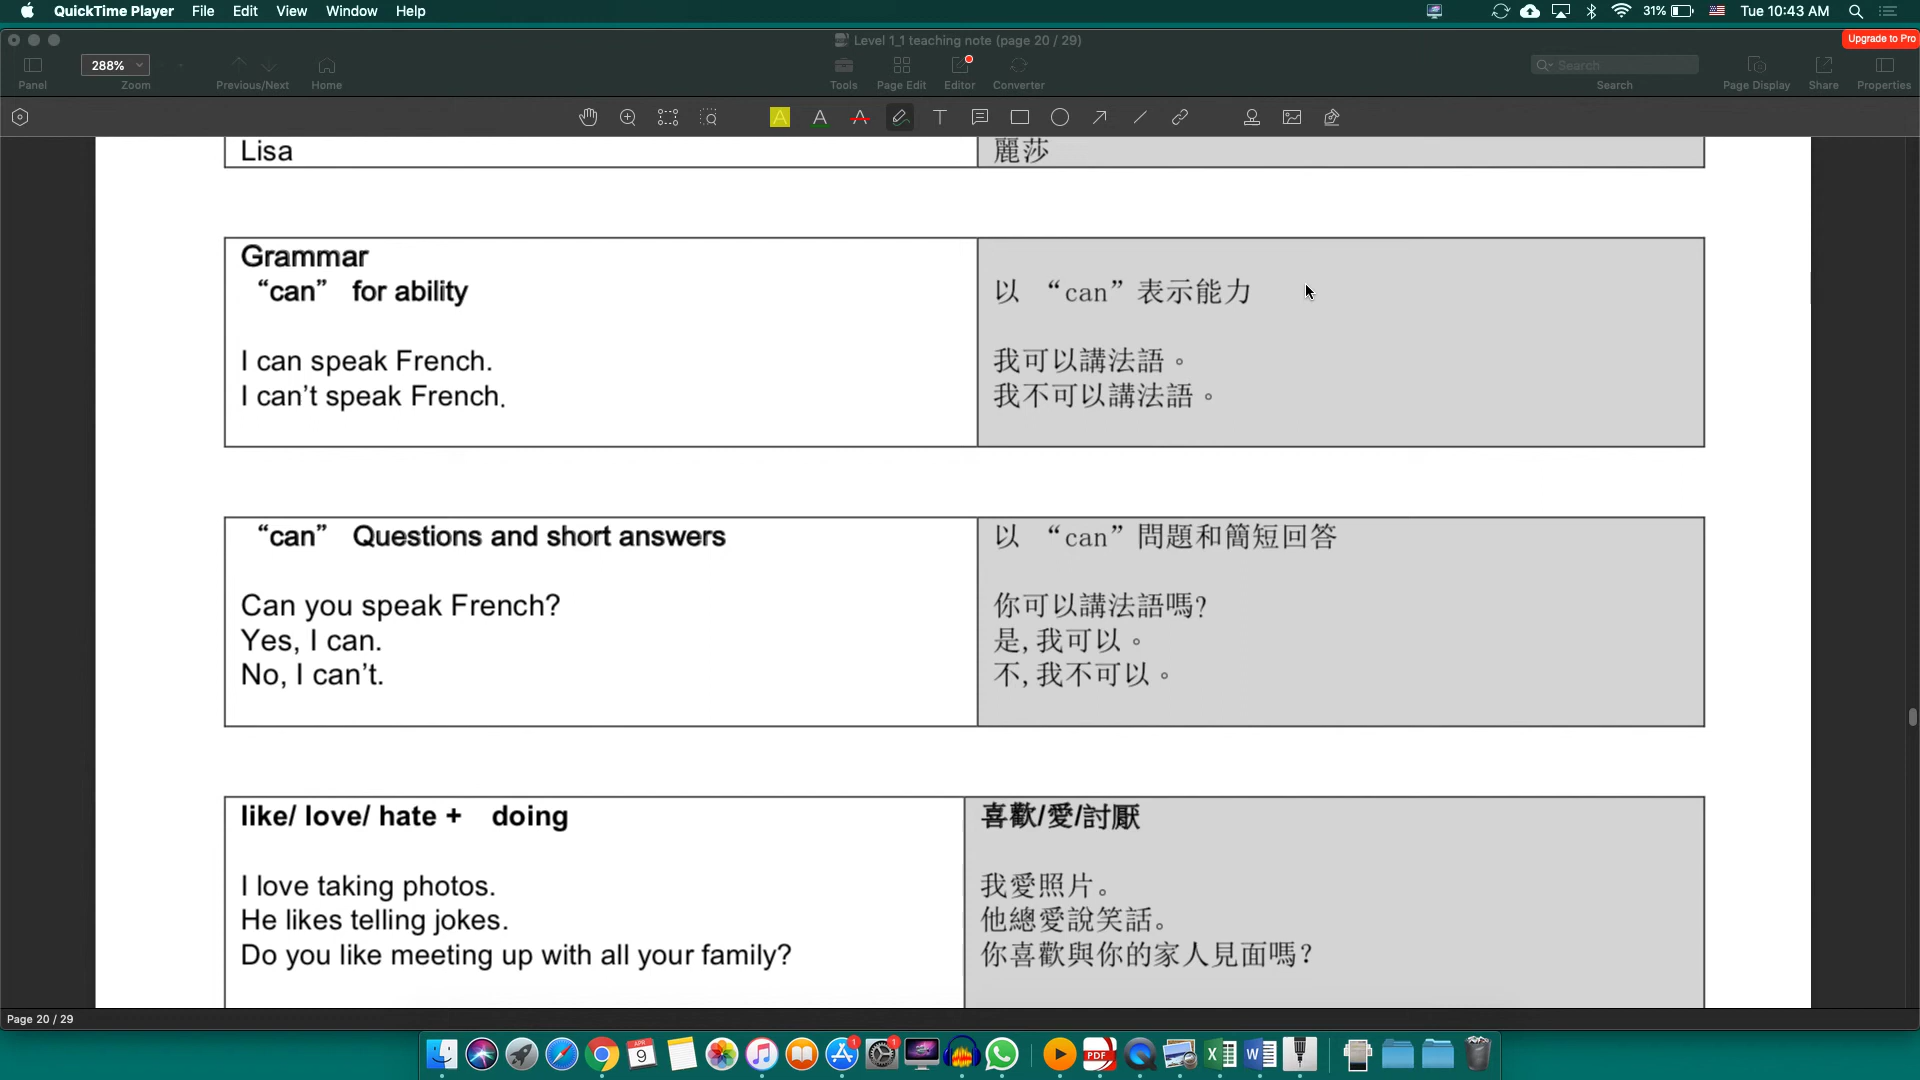 QuickTime Player File Edit View Window Help 31% Tue 10:43 AM
Level 1_1 teaching note (page 20 / 29)
Upgrade to Pro
288%
Search
Panel Zoom Previous/Next Home Tools Page Edit Editor Converter Search Page Display Share Properties
Lisa
麗莎
Grammar
“can” for ability
I can speak French.
I can’t speak French.
以 “can”表示能力
我可以講法語。
我不可以講法語。
“can” Questions and short answers
Can you speak French?
Yes, I can.
No, I can’t.
以 “can”問題和簡短回答
你可以講法語嗎?
是,我可以。
不,我不可以。
like/ love/ hate + doing
I love taking photos.
He likes telling jokes.
Do you like meeting up with all your family?
喜歡/愛/討厭
我愛照片。
他總愛說笑話。
你喜歡與你的家人見面嗎?
Page 20 / 29
APR
9
1
1
PDF